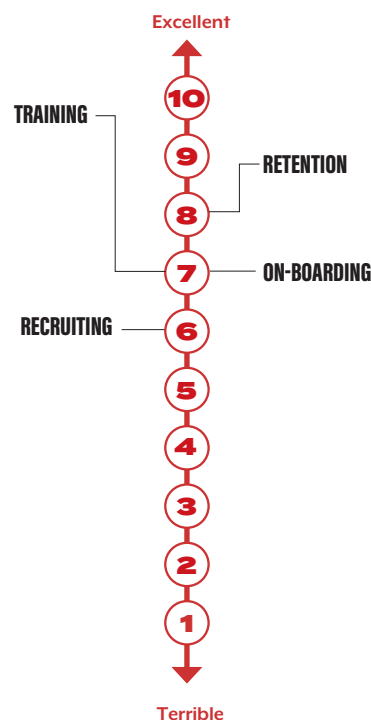 Excellent
10
TRAINING
9
RETENTION
8
7
ON-BOARDING
RECRUITING
6
5
4
3
2
1
Terrible